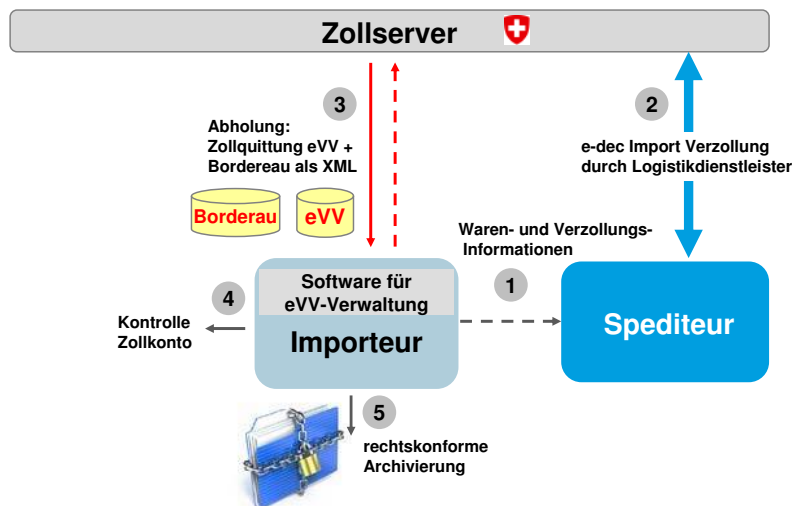 Zollserver
3
2
Abholung:
Zollquittung eVV +
Bordereau als XML
e-dec Import Verzollung
durch Logistikdienstleister
Borderau
eVV
Waren- und Verzollungs-
Informationen
Software für
eVV-Verwaltung
Importeur
1
Spediteur
4
Kontrolle
Zollkonto
5
rechtskonforme
Archivierung